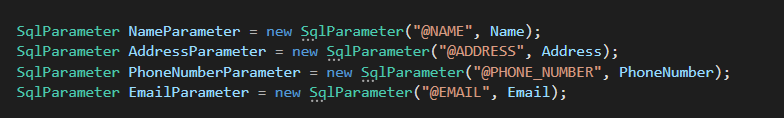 SqlParameter NameParameter = new SqlParameter("@NAME", Name);
SqlParameter AddressParameter = new SqlParameter("@ADDRESS", Address);
SqlParameter PhoneNumberParameter = new SqlParameter("@PHONE_NUMBER", PhoneNumber);
SqlParameter EmailParameter = new SqlParameter("@EMAIL", Email);